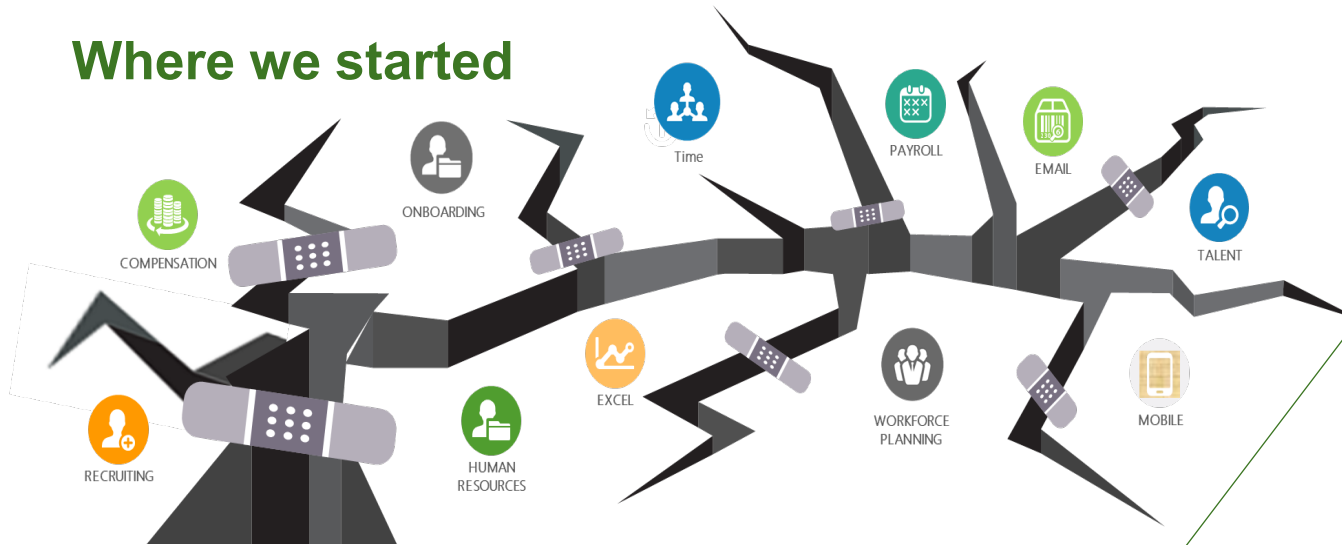 Where we started
Time
PAYROLL
EMAIL
ONBOARDING
COMPENSATION
TALENT
EXCEL
WORKFORCE
PLANNING
MOBILE
HUMAN
RESOURCES
RECRUITING